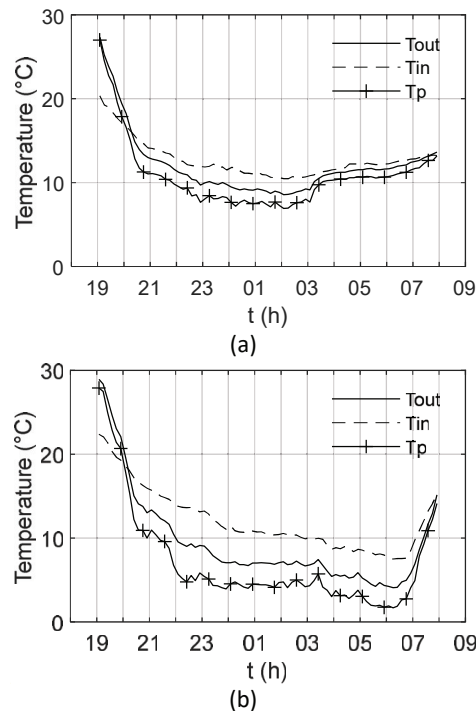 30
Tout
Tin
Tp
20
10
0
Temperature (°C)
19 21 23 01 03 05 07 09
t (h)
(a)
30
Tout
Tin
Tp
20
10
0
Temperature (°C)
19 21 23 01 03 05 07 09
t (h)
(b)